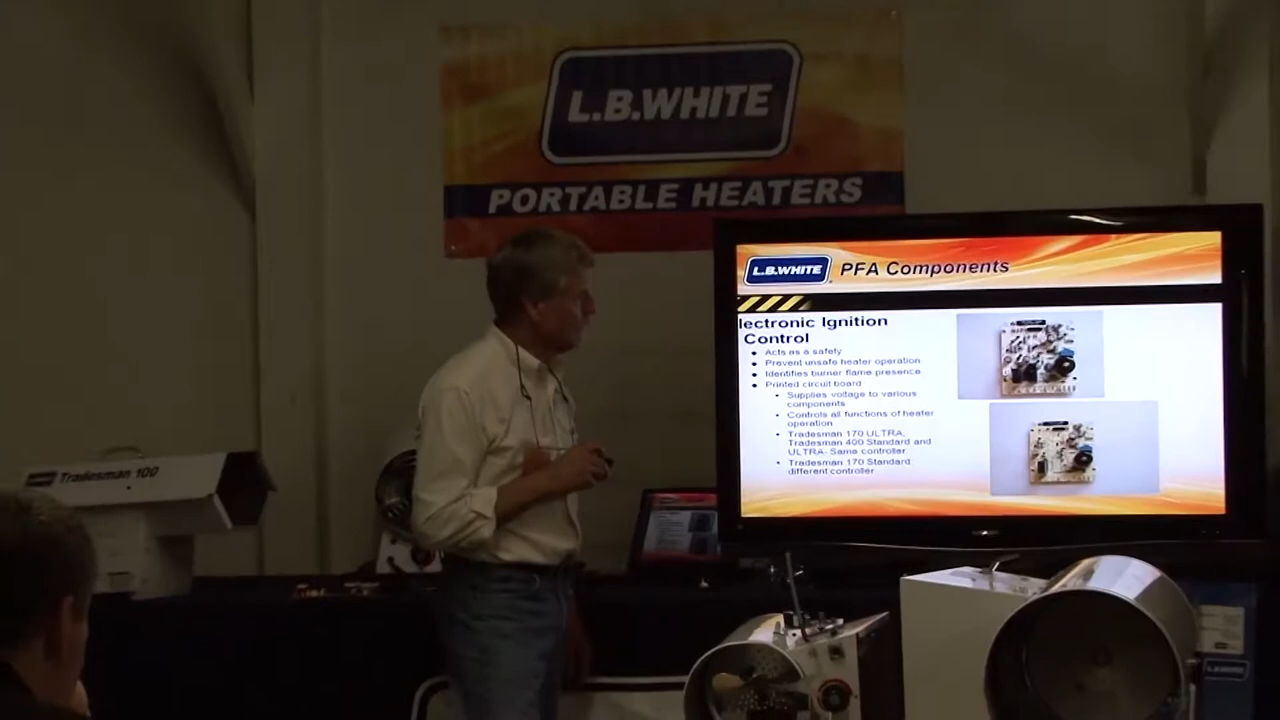 L.B.WHITE
PORTABLE HEATERS
L.B.WHITE
PFA Components
lectronic Ignition
Control
Acts as a safety
Prevent unsafe heater operation
Identifies burner flame presence
Printed circuit board
Supplies voltage to various
components
Controls all functions of heater
operation
Tradesman 170 ULTRA,
Tradesman 400 Standard and
ULTRA- Same controller
Tradesman 170 Standard
different controller
Tradesman 100
L.B.WHITE